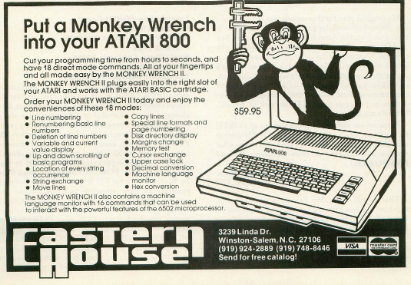 Put a Monkey Wrench
into your ATARI 800
Cut your programming time from hours to seconds, and
have 18 direct mode commands. All at your fingertips
and all made easy by the MONKEY WRENCH II.
The MONKEY WRENCH II plugs easily into the right slot of
your ATARI and works with the ATARI BASIC cartridge.
Order your MONKEY WRENCH II today and enjoy the
conveniences of these 18 modes:
● Line numbering
● Renumbering basic line
numbers
● Deletion of line numbers
● Variable and current
value display
● Up and down scrolling of
basic programs
● Location of every string
occurrence
● String exchange
● Move lines
● Copy lines
● Special line formats and
page numbering
● Disk directory display
● Margins change
● Memory test
● Cursor exchange
● Upper case lock
● Decimal conversion
● Machine language
monitor
● Hex conversion
$59.95
The MONKEY WRENCH II also contains a machine
language monitor with 16 commands that can be used
to interact with the powerful features of the 6502 microprocessor.
Eastern
House
3239 Linda Dr.
Winston-Salem, N.C. 27106
(919) 924-2889 (919) 748-8446
Send for free catalog!
VISA
master card